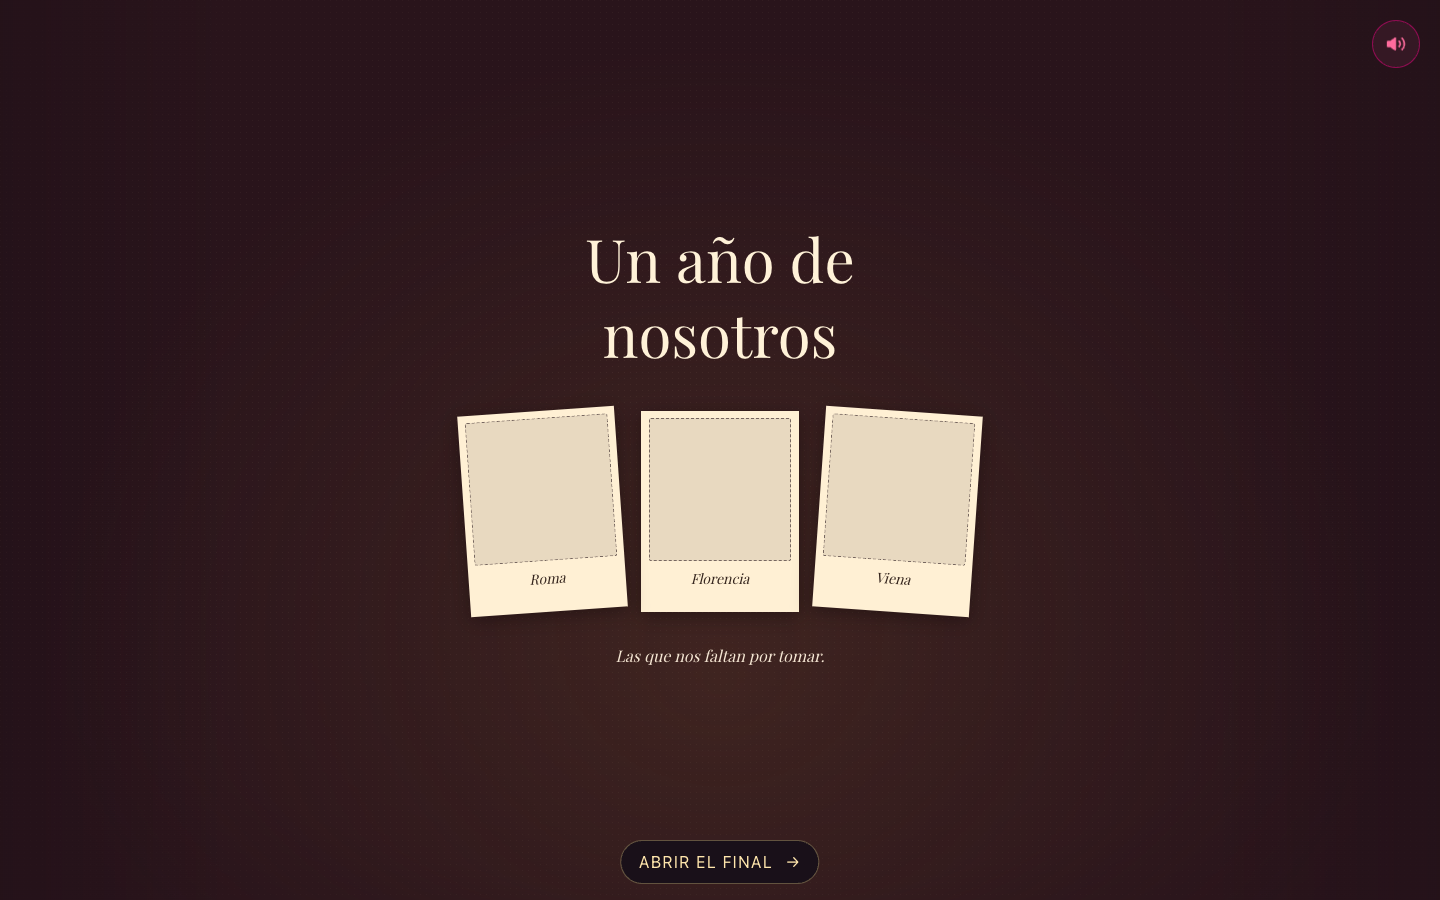 Un año de
nosotros
Roma
Florencia
Viena
Las que nos faltan por tomar.
ABRIR EL FINAL →